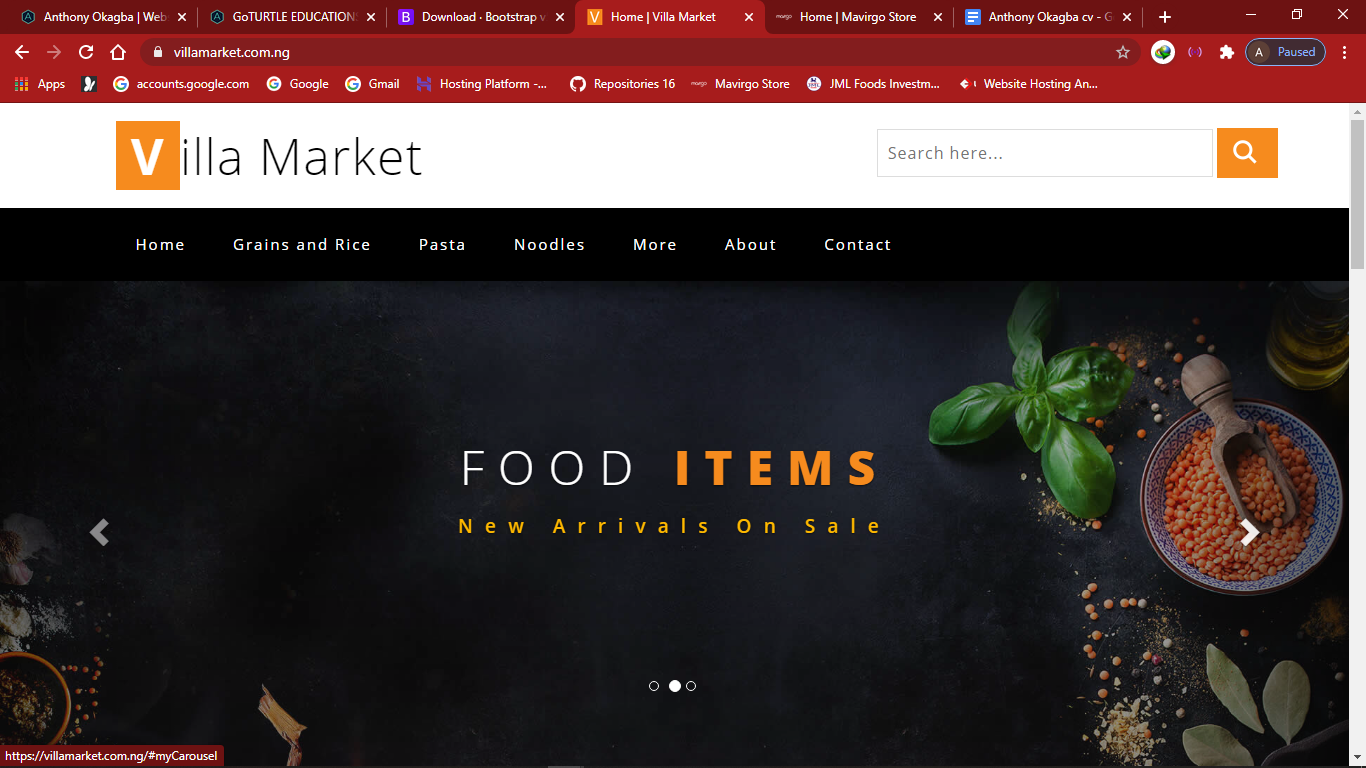 Anthony Okagba | Web
GoTURTLE EDUCATION
Download · Bootstrap v
Home | Villa Market
Home | Mavirgo Store
Anthony Okagba cv - G
villamarket.com.ng
A Paused
Apps
accounts.google.com
Google
Gmail
Hosting Platform -...
Repositories 16
Mavirgo Store
JML Foods Investm...
Website Hosting An...
Villa Market
Search here...
Home
Grains and Rice
Pasta
Noodles
More
About
Contact
FOOD ITEMS
New Arrivals On Sale
https://villamarket.com.ng/#myCarousel